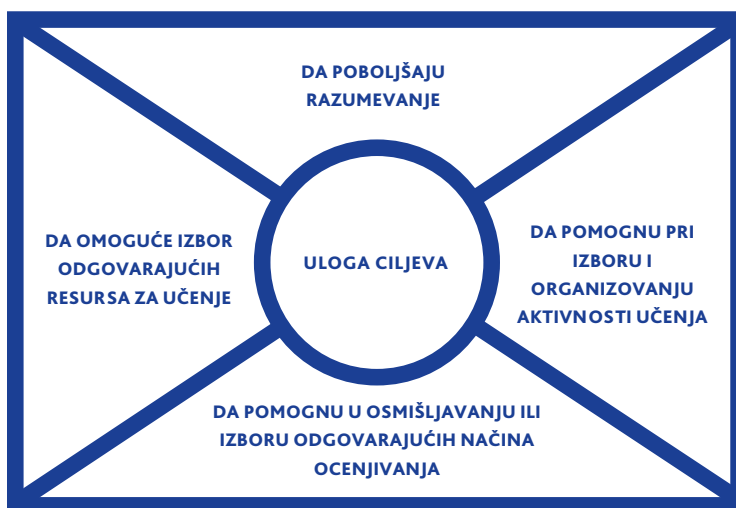 DA POBOLJŠAJU
RAZUMEVANJE
DA OMOGUĆE IZBOR
ODGOVARAJUĆIH
RESURSA ZA UČENJE
ULOGA CILJEVA
DA POMOGNU PRI
IZBORU I
ORGANIZOVANJU
AKTIVNOSTI UČENJA
DA POMOGNU U OSMIŠLJAVANJU ILI
IZBORU ODGOVARAJUĆIH NAČINA
OCENJIVANJA